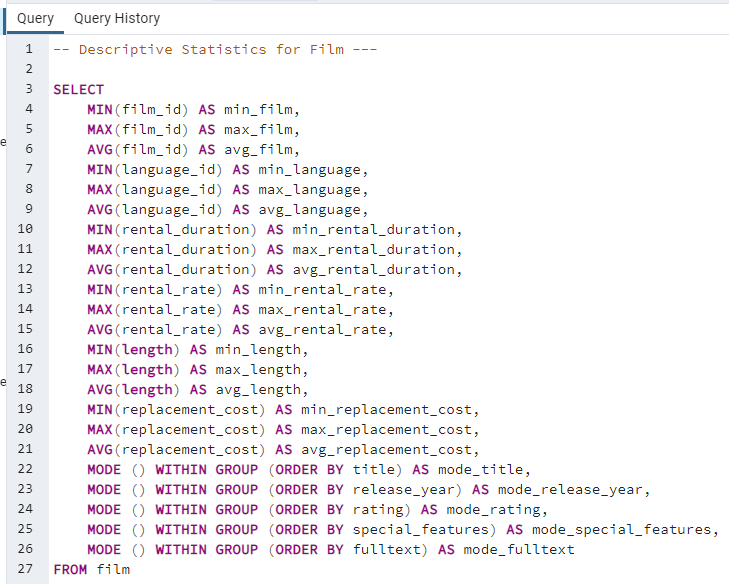 Query Query History
1 -- Descriptive Statistics for Film ---
2
3 SELECT
4 MIN(film_id) AS min_film,
5 MAX(film_id) AS max_film,
6 AVG(film_id) AS avg_film,
7 MIN(language_id) AS min_language,
8 MAX(language_id) AS max_language,
9 AVG(language_id) AS avg_language,
10 MIN(rental_duration) AS min_rental_duration,
11 MAX(rental_duration) AS max_rental_duration,
12 AVG(rental_duration) AS avg_rental_duration,
13 MIN(rental_rate) AS min_rental_rate,
14 MAX(rental_rate) AS max_rental_rate,
15 AVG(rental_rate) AS avg_rental_rate,
16 MIN(length) AS min_length,
17 MAX(length) AS max_length,
18 AVG(length) AS avg_length,
19 MIN(replacement_cost) AS min_replacement_cost,
20 MAX(replacement_cost) AS max_replacement_cost,
21 AVG(replacement_cost) AS avg_replacement_cost,
22 MODE () WITHIN GROUP (ORDER BY title) AS mode_title,
23 MODE () WITHIN GROUP (ORDER BY release_year) AS mode_release_year,
24 MODE () WITHIN GROUP (ORDER BY rating) AS mode_rating,
25 MODE () WITHIN GROUP (ORDER BY special_features) AS mode_special_features,
26 MODE () WITHIN GROUP (ORDER BY fulltext) AS mode_fulltext
27 FROM film